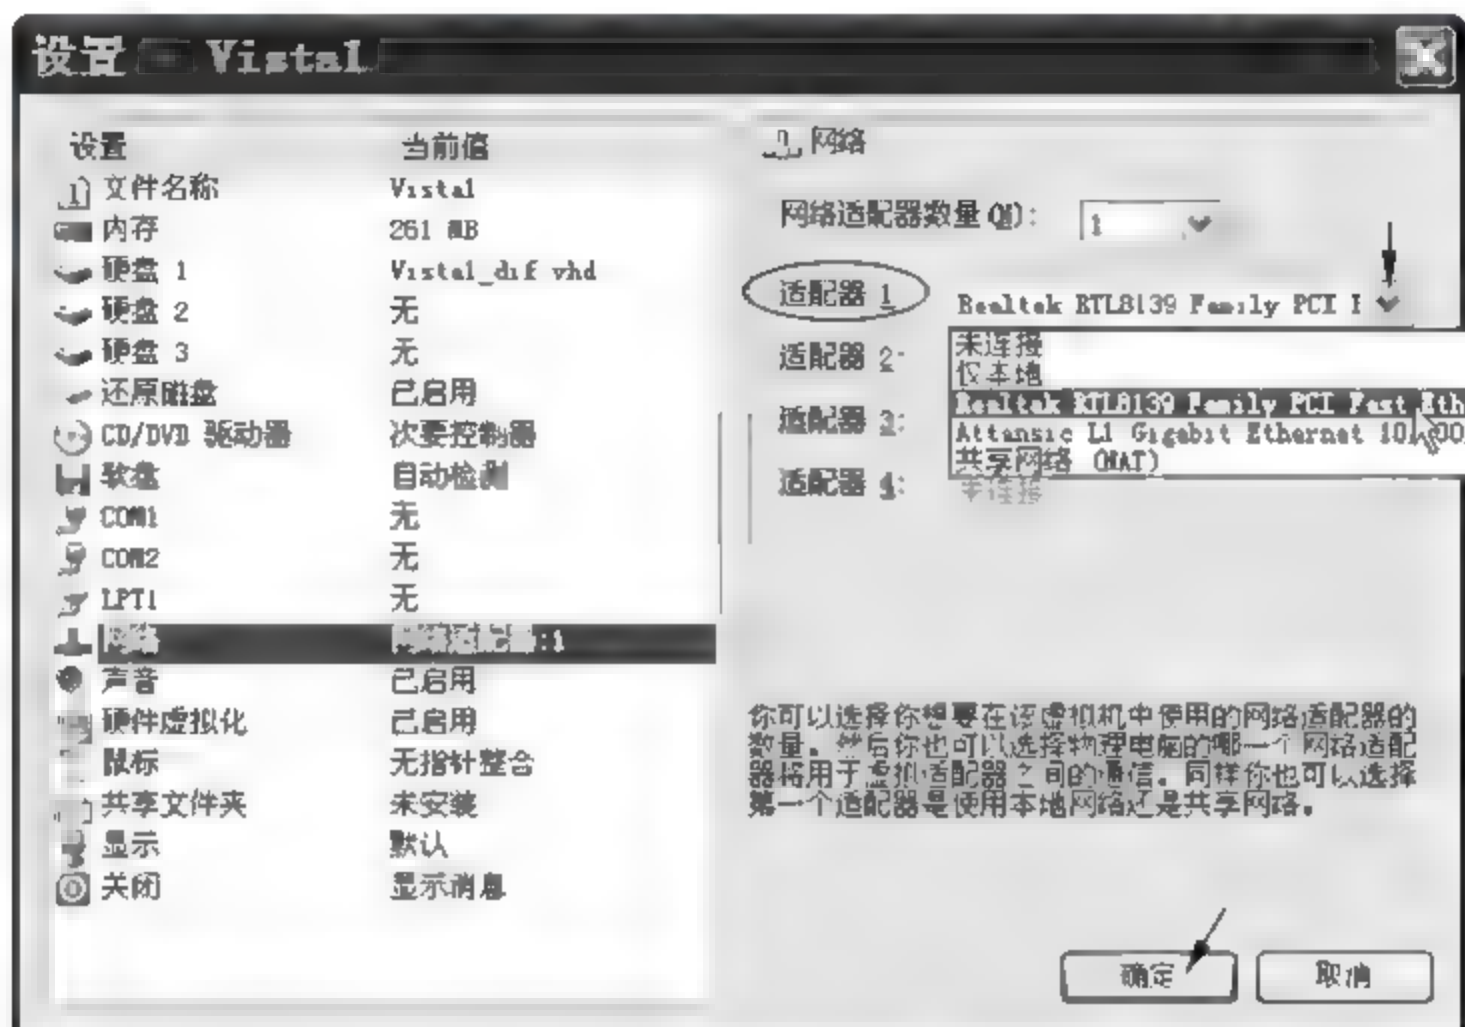 设置 Vista1
设置 当前值
文件名称 Vista1
内存 261 MB
硬盘 1 Vista1_dif vhd
硬盘 2 无
硬盘 3 无
还原磁盘 已启用
CD/DVD 驱动器 次要控制器
软盘 自动检测
COM1 无
COM2 无
LPT1 无
网络 网络适配器:1
声音 已启用
硬件虚拟化 已启用
鼠标 无指针整合
共享文件夹 未安装
显示 默认
关闭 显示消息
网络
网络适配器数量(N): 1
适配器 1 Realtek RTL8139 Family PCI F
未连接
仅本地
Realtek RTL8139 Family PCI Fast Eth
Attansic L1 Gigabit Ethernet 10/
共享网络 (NAT)
适配器 2:
适配器 3:
适配器 4: 未连接
你可以选择你想要在该虚拟机中使用的网络适配器的
数量。然后你也可以选择物理电脑的哪一个网络适配
器将用于虚拟适配器之间的通信。同样你也可以选择
第一个适配器是使用本地网络还是共享网络。
确定 取消